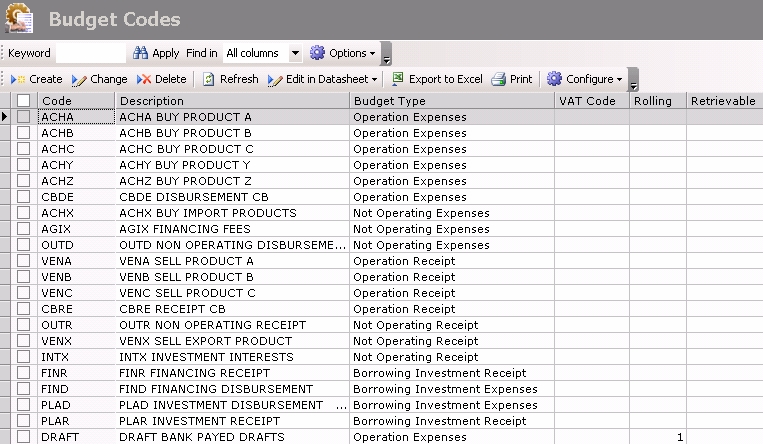 Budget Codes
Keyword Apply Find in All columns Options
Create Change Delete Refresh Edit in Datasheet Export to Excel Print Configure
Code Description Budget Type VAT Code Rolling Retrievable
ACHA ACHA BUY PRODUCT A Operation Expenses
ACHB ACHB BUY PRODUCT B Operation Expenses
ACHC ACHC BUY PRODUCT C Operation Expenses
ACHY ACHY BUY PRODUCT Y Operation Expenses
ACHZ ACHZ BUY PRODUCT Z Operation Expenses
CBDE CBDE DISBURSEMENT CB Operation Expenses
ACHX ACHX BUY IMPORT PRODUCTS Not Operating Expenses
AGIX AGIX FINANCING FEES Not Operating Expenses
OUTD OUTD NON OPERATING DISBURSEME... Not Operating Expenses
VENA VENA SELL PRODUCT A Operation Receipt
VENB VENB SELL PRODUCT B Operation Receipt
VENC VENC SELL PRODUCT C Operation Receipt
CBRE CBRE RECEIPT CB Operation Receipt
OUTR OUTR NON OPERATING RECEIPT Not Operating Receipt
VENX VENX SELL EXPORT PRODUCT Not Operating Receipt
INTX INTX INVESTMENT INTERESTS Not Operating Receipt
FINR FINR FINANCING RECEIPT Borrowing Investment Receipt
FIND FIND FINANCING DISBURSEMENT Borrowing Investment Expenses
PLAD PLAD INVESTMENT DISBURSEMENT ... Borrowing Investment Expenses
PLAR PLAR INVESTMENT RECEIPT Borrowing Investment Receipt
DRAFT DRAFT BANK PAYED DRAFTS Operation Expenses 1